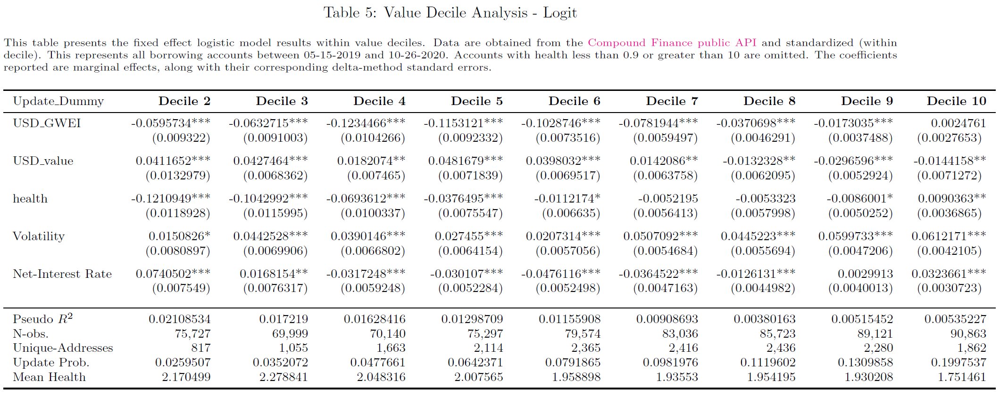 Table 5: Value Decile Analysis - Logit
This table presents the fixed effect logistic model results within value deciles. Data are obtained from the Compound Finance public API and standardized (within
decile). This represents all borrowing accounts between 05-15-2019 and 10-26-2020. Accounts with health less than 0.9 or greater than 10 are omitted. The coefficients
reported are marginal effects, along with their corresponding delta-method standard errors.
Update_Dummy Decile 2 Decile 3 Decile 4 Decile 5 Decile 6 Decile 7 Decile 8 Decile 9 Decile 10
USD_GWEI -0.0595734*** -0.0632715*** -0.1234466*** -0.1153121*** -0.1028746*** -0.0781944*** -0.0370698*** -0.0173035*** 0.0024761
(0.009322) (0.0091003) (0.0104266) (0.0092332) (0.0073516) (0.0059497) (0.0046291) (0.0037488) (0.0027653)
USD_value 0.0411652*** 0.0427464*** 0.0182074** 0.0481679*** 0.0398032*** 0.0142086** -0.0132328** -0.0296596*** -0.0144158**
(0.0132979) (0.0068362) (0.007465) (0.0071839) (0.0069517) (0.0063758) (0.0062095) (0.0052924) (0.0071272)
health -0.1210949*** -0.1042992*** -0.0693612*** -0.0376495*** -0.0112174* -0.0052195 -0.0053323 -0.0086001* 0.0090363**
(0.0118928) (0.0115995) (0.0100337) (0.0075547) (0.006635) (0.0056413) (0.0057998) (0.0050252) (0.0036865)
Volatility 0.0150826* 0.0442528*** 0.0390146*** 0.027455*** 0.0207314*** 0.0507092*** 0.0445223*** 0.0599733*** 0.0612171***
(0.0080897) (0.0069906) (0.0066802) (0.0064154) (0.0057056) (0.0054684) (0.0055694) (0.0047206) (0.0042105)
Net-Interest Rate 0.0740502*** 0.0168154** -0.0317248*** -0.030107*** -0.0476116*** -0.0364522*** -0.0126131*** 0.0029913 0.0323661***
(0.007549) (0.0076317) (0.0059248) (0.0052284) (0.0052498) (0.0047163) (0.0044982) (0.0040013) (0.0030723)
Pseudo R² 0.02108534 0.017219 0.01628416 0.01298709 0.01155908 0.00908693 0.00380163 0.00515452 0.00535227
N-obs. 75,727 69,999 70,140 75,297 79,574 83,036 85,723 89,121 90,863
Unique-Addresses 817 1,055 1,663 2,114 2,365 2,416 2,436 2,280 1,862
Update Prob. 0.0259507 0.0352072 0.0477661 0.0642371 0.0791865 0.0981976 0.1119602 0.1309858 0.1997537
Mean Health 2.170499 2.278841 2.048316 2.007565 1.958898 1.93553 1.954195 1.930208 1.751461